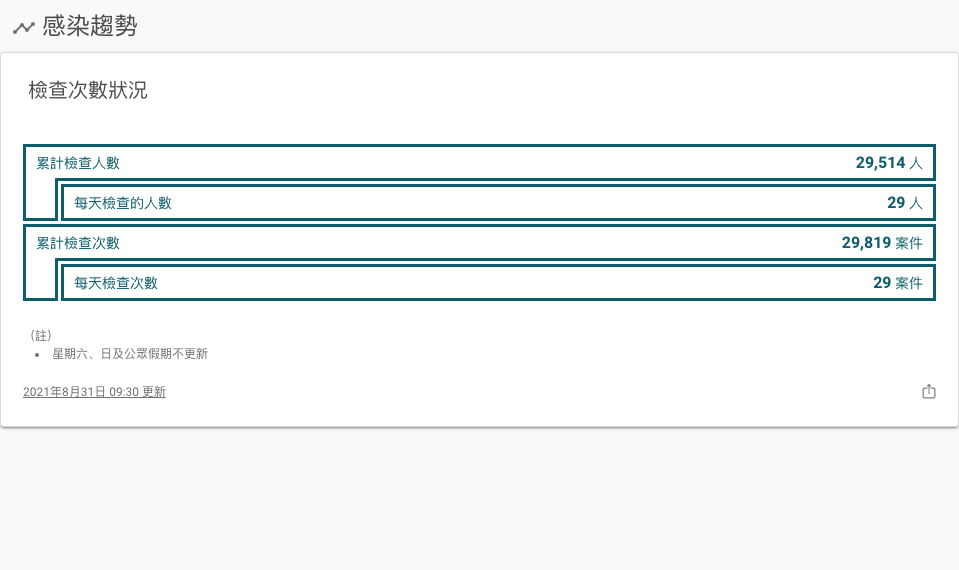 感染趨勢
檢查次數狀況
累計檢查人數 29,514 人
每天檢查的人數 29 人
累計檢查次數 29,819 案件
每天檢查次數 29 案件
（註）
• 星期六、日及公眾假期不更新
2021年8月31日 09:30 更新